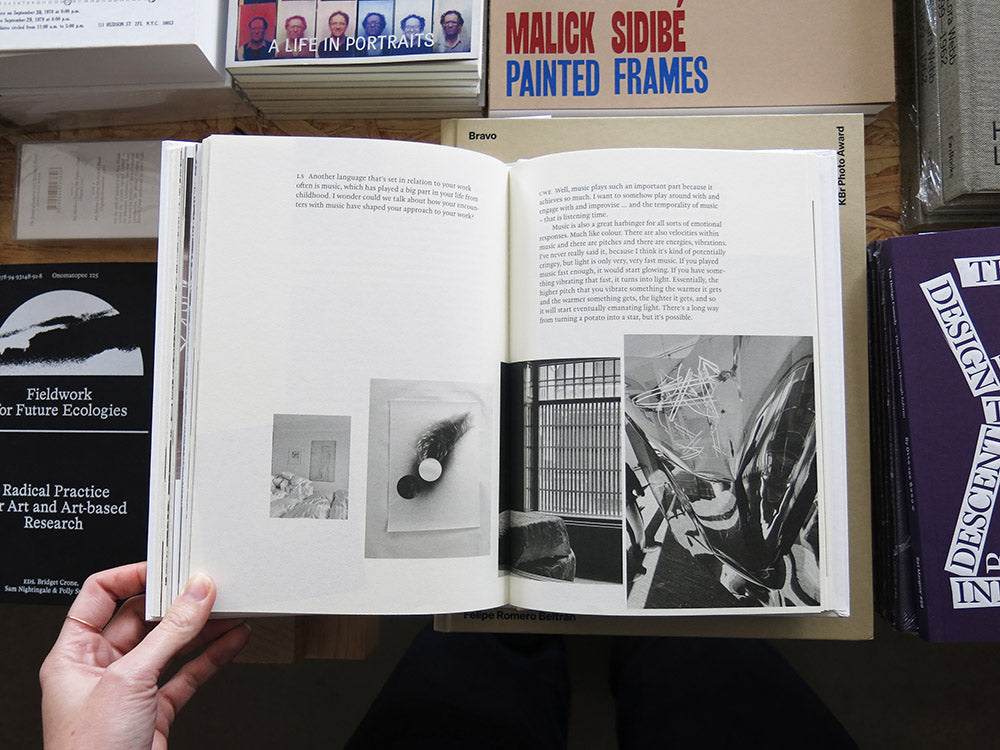 111 HUDSON ST 2FL N.Y.C. 10013
A LIFE IN PORTRAITS
MALICK SIDIBÉ
PAINTED FRAMES
Bravo
KBr Photo Award
LS Another language that's set in relation to your work
often is music, which has played a big part in your life from
childhood. I wonder could we talk about how your encoun-
ters with music have shaped your approach to your work?
CWE Well, music plays such an important part because it
achieves so much. I want to somehow play around with and
engage with and improvise ... and the temporality of music
– that is listening time.
Music is also a great harbinger for all sorts of emotional
responses. Much like colour. There are also velocities within
music and there are pitches and there are energies, vibrations.
I've never really said it, because I think it's kind of potentially
cringey, but light is only very, very fast music. If you played
music fast enough, it would start glowing. If you have some-
thing vibrating that fast, it turns into light. Essentially, the
higher pitch that you vibrate something the warmer it gets
and the warmer something gets, the lighter it gets, and so
it will start eventually emanating light. There's a long way
from turning a potato into a star, but it's possible.
Onomatopee 225
Fieldwork
for Future Ecologies
Radical Practice
Art and Art-based
Research
EDS. Bridget Crone,
Sam Nightingale & Polly
Felipe Romero Beltrán
DESIGN
DESCENT
IN